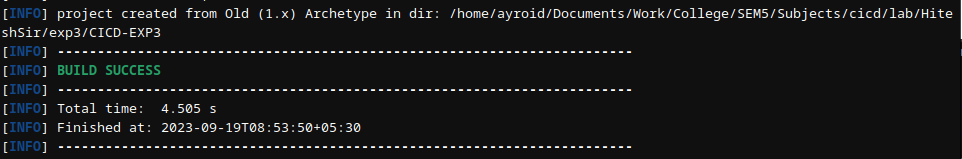 [INFO] project created from Old (1.x) Archetype in dir: /home/ayroid/Documents/Work/College/SEM5/Subjects/cicd/lab/Hite
shSir/exp3/CICD-EXP3
[INFO] ------------------------------------------------------------------------
[INFO] BUILD SUCCESS
[INFO] ------------------------------------------------------------------------
[INFO] Total time:  4.505 s
[INFO] Finished at: 2023-09-19T08:53:50+05:30
[INFO] ------------------------------------------------------------------------